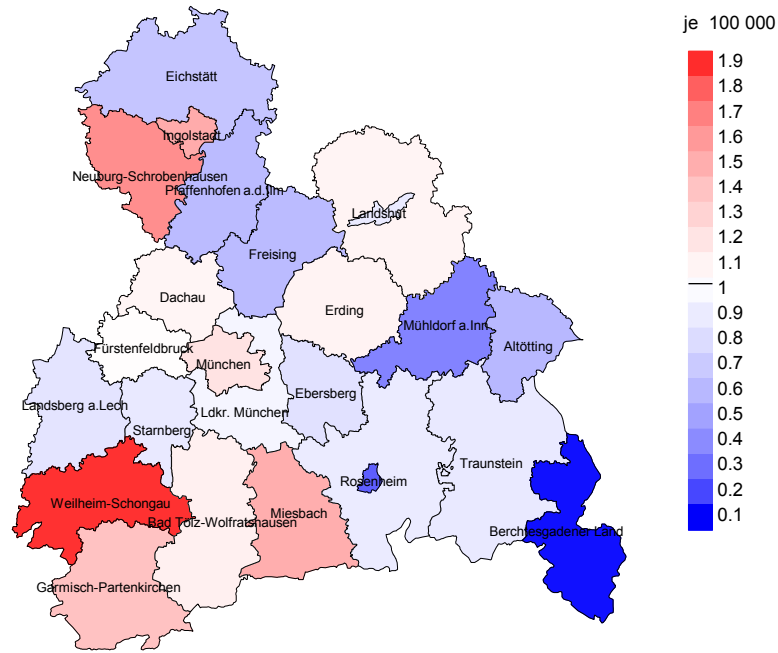 je 100 000
1.9
1.8
1.7
1.6
1.5
1.4
1.3
1.2
1.1
1
0.9
0.8
0.7
0.6
0.5
0.4
0.3
0.2
0.1
Eichstätt
Ingolstadt
Neuburg-Schrobenhausen
Pfaffenhofen a.d.Ilm
Landshut
Freising
Dachau
Erding
Mühldorf a.Inn
Altötting
Fürstenfeldbruck
München
Ebersberg
Landsberg a.Lech
Ldkr. München
Starnberg
Traunstein
Rosenheim
Weilheim-Schongau
Miesbach
Bad Tölz-Wolfratshausen
Berchtesgadener Land
Garmisch-Partenkirchen